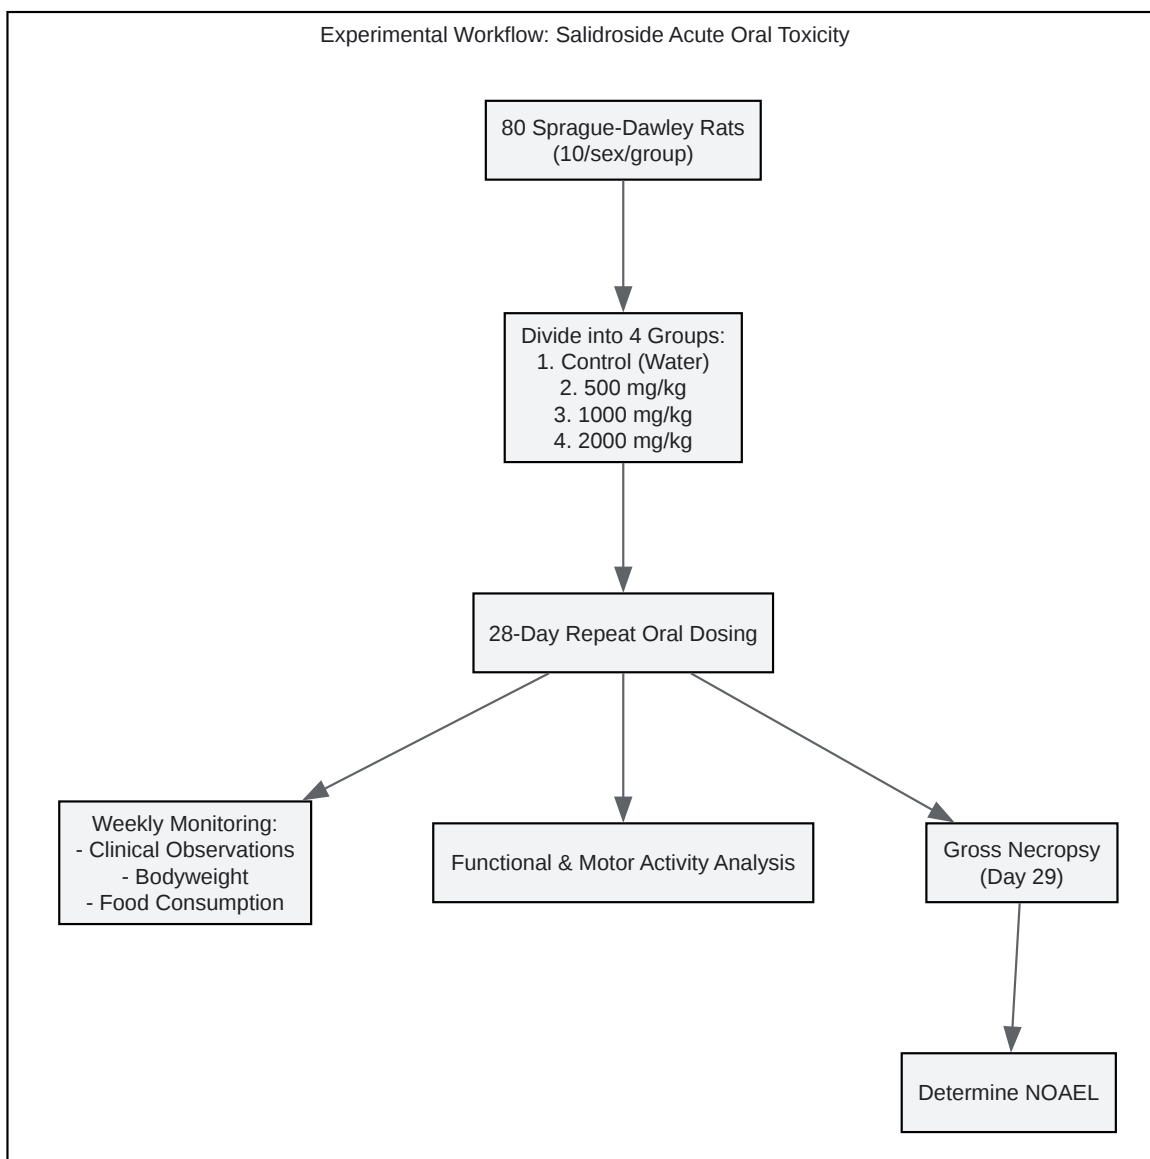 Experimental Workflow: Salidroside Acute Oral Toxicity
80 Sprague-Dawley Rats
(10/sex/group)
Divide into 4 Groups:
1. Control (Water)
2. 500 mg/kg
3. 1000 mg/kg
4. 2000 mg/kg
28-Day Repeat Oral Dosing
Weekly Monitoring:
- Clinical Observations
- Bodyweight
- Food Consumption
Functional & Motor Activity Analysis
Gross Necropsy
(Day 29)
Determine NOAEL